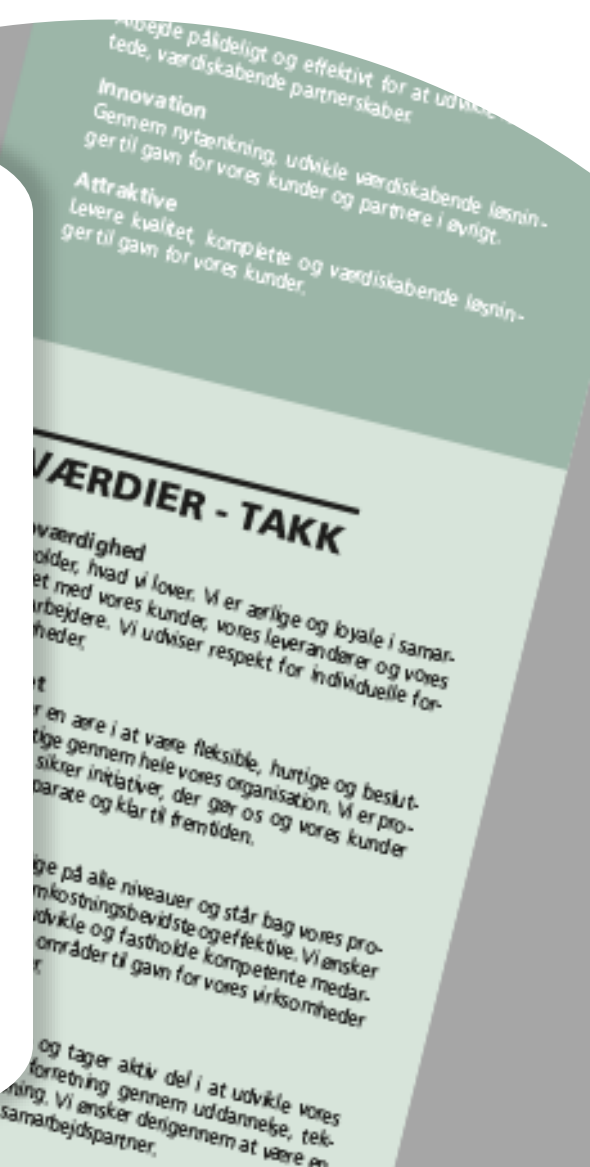 Arbejde pålideligt og effektivt for at udvikle
tede, værdiskabende partnerskaber.
Innovation
Gennem nytænkning, udvikle værdiskabende løsnin-
ger til gavn for vores kunder og partnere i øvrigt.
Attraktive
Levere kvalitet, komplette og værdiskabende løsnin-
ger til gavn for vores kunder.
VÆRDIER - TAKK
oværdighed
older, hvad vi lover. Vi er ærlige og loyale i samar-
et med vores kunder, vores leverandører og vores
arbejdere. Vi udviser respekt for individuelle for-
heder.
et
r en ære i at være fleksible, hurtige og beslut-
tige gennem hele vores organisation. Vi er pro-
sikrer initiativer, der gør os og vores kunder
parate og klar til fremtiden.
ige på alle niveauer og står bag vores pro-
mkostningsbevidste og effektive. Vi ønsker
udvikle og fastholde kompetente medar-
områder til gavn for vores virksomheder
r.
og tager aktiv del i at udvikle vores
forretning gennem uddannelse, tek-
ning. Vi ønsker derigennem at være en
samarbejdspartner.